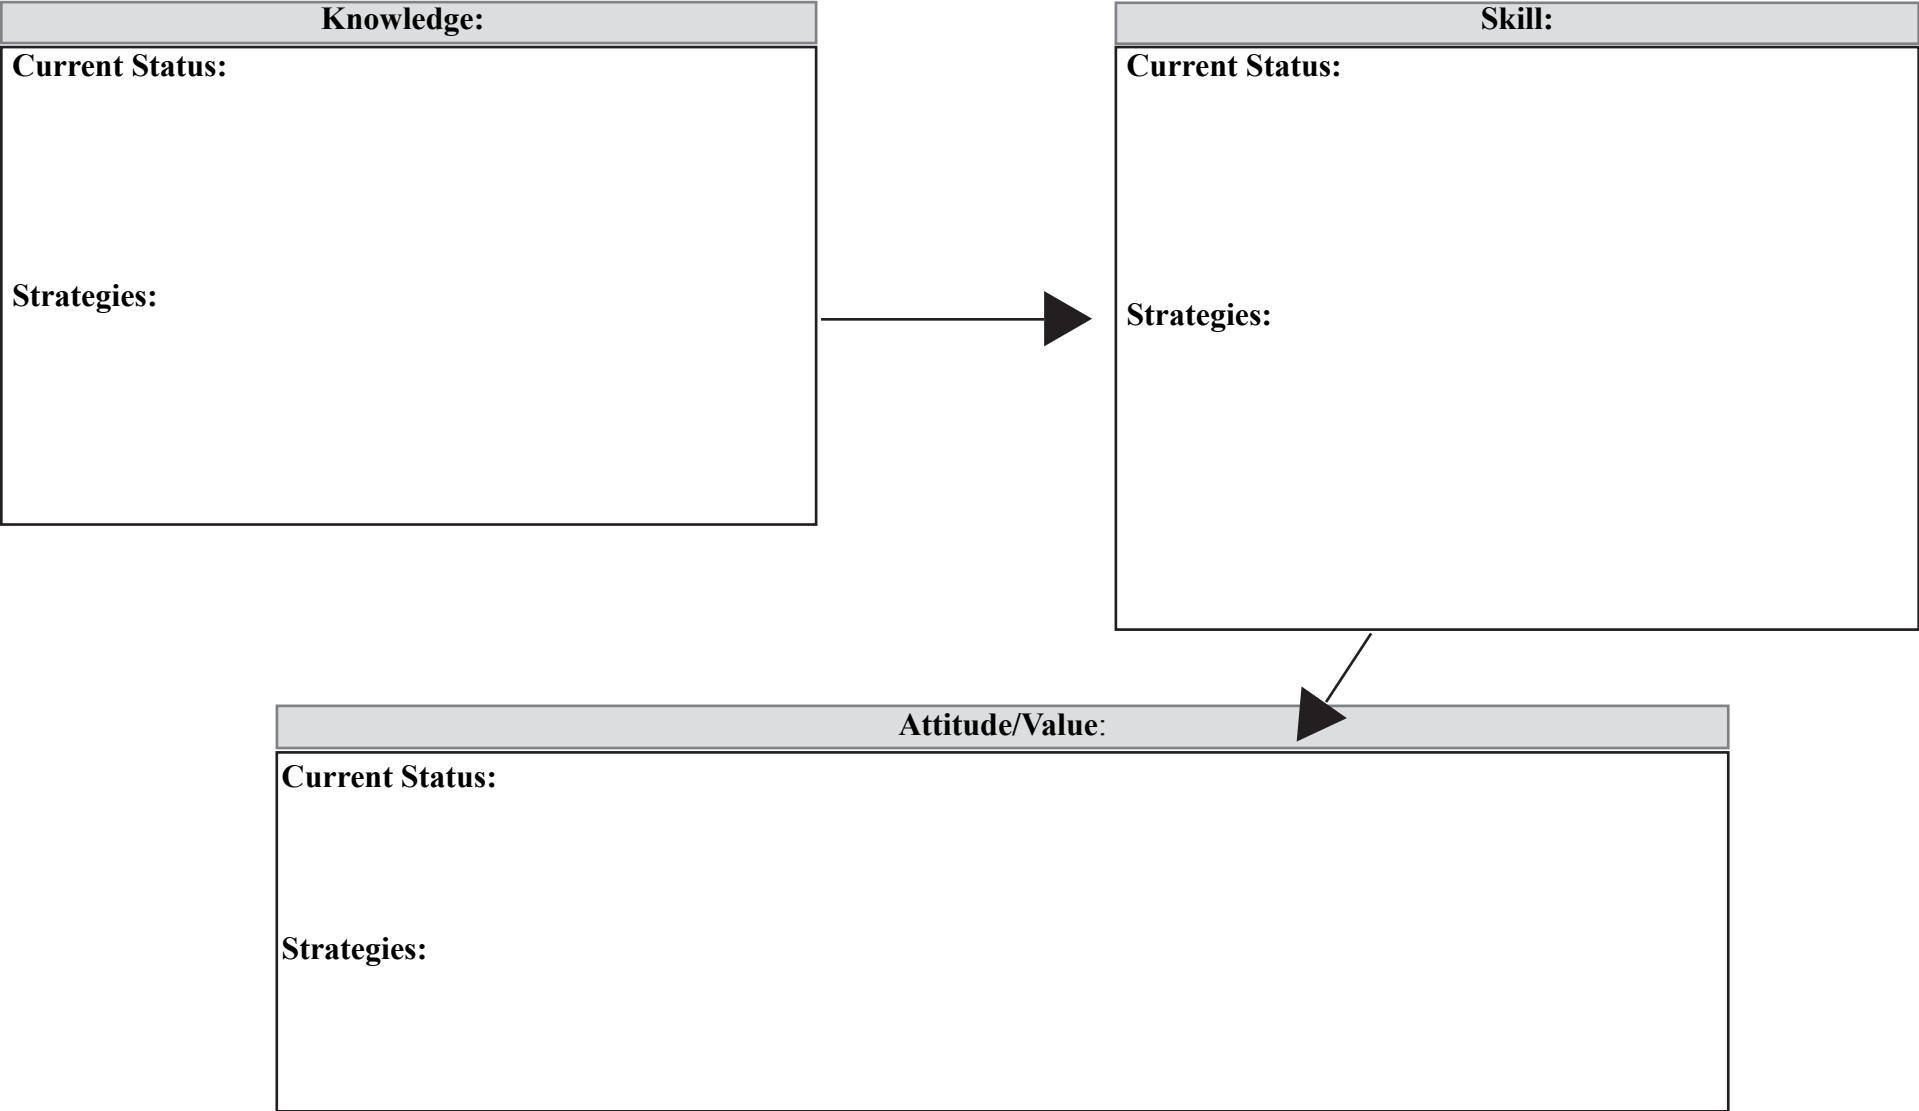 Knowledge:
Current Status:
Strategies:
Skill:
Current Status:
Strategies:
Attitude/Value:
Current Status:
Strategies: